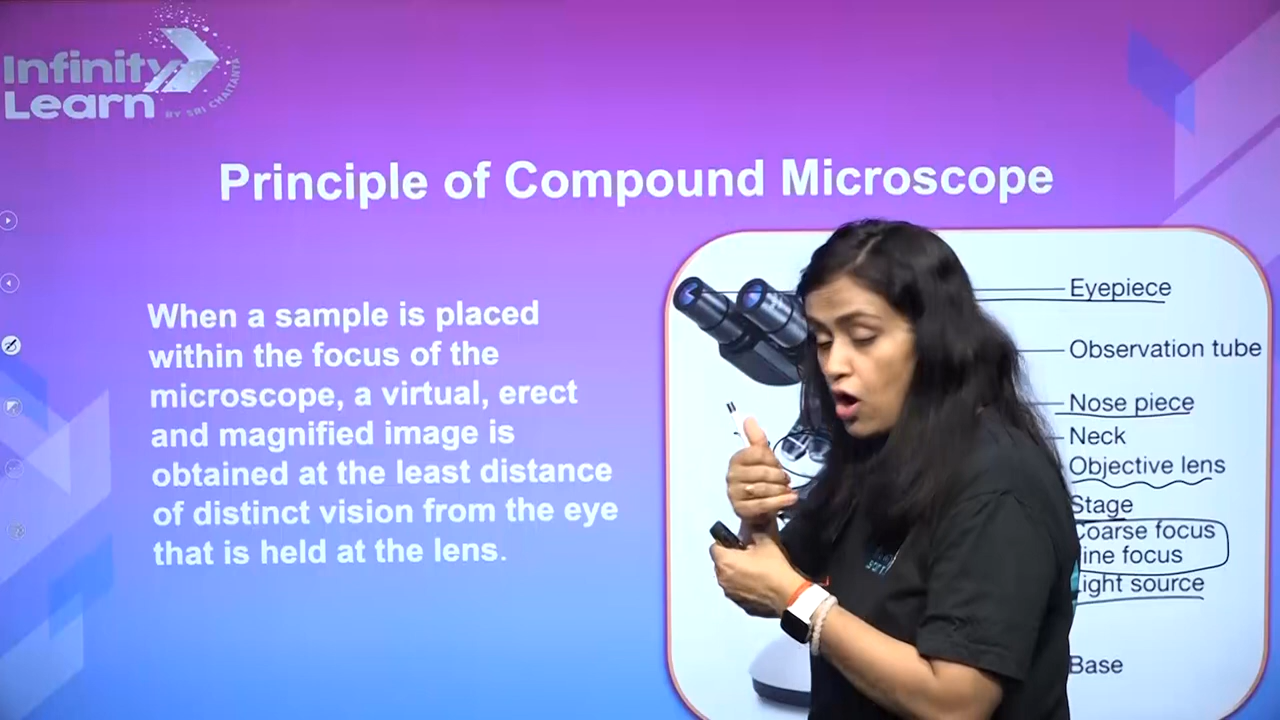 Infinity
Learn
BY SRI CHAITANYA
Principle of Compound Microscope
When a sample is placed
within the focus of the
microscope, a virtual, erect
and magnified image is
obtained at the least distance
of distinct vision from the eye
that is held at the lens.
Eyepiece
Observation tube
Nose piece
Neck
Objective lens
Stage
Coarse focus
ine focus
Light source
Base